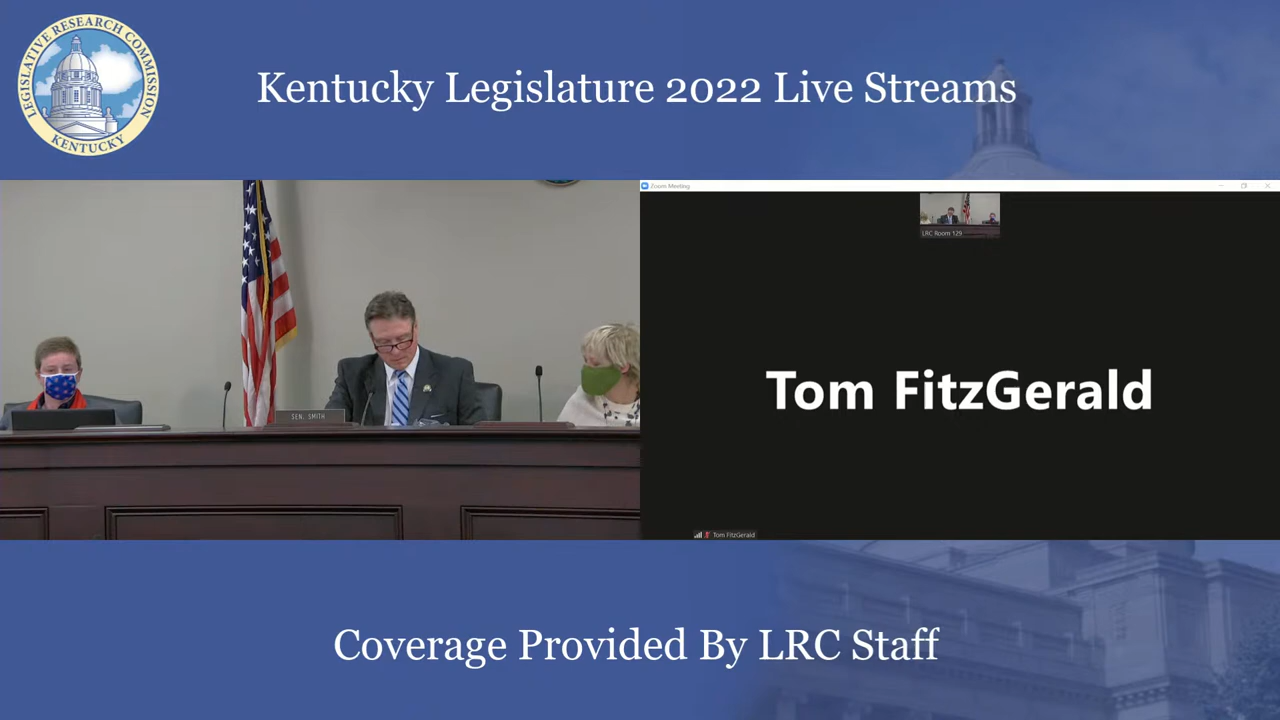 LEGISLATIVE RESEARCH COMMISSION
KENTUCKY
Kentucky Legislature 2022 Live Streams
Zoom Meeting
LRC Room 129
SEN. SMITH
Tom FitzGerald
Tom FitzGerald
Coverage Provided By LRC Staff